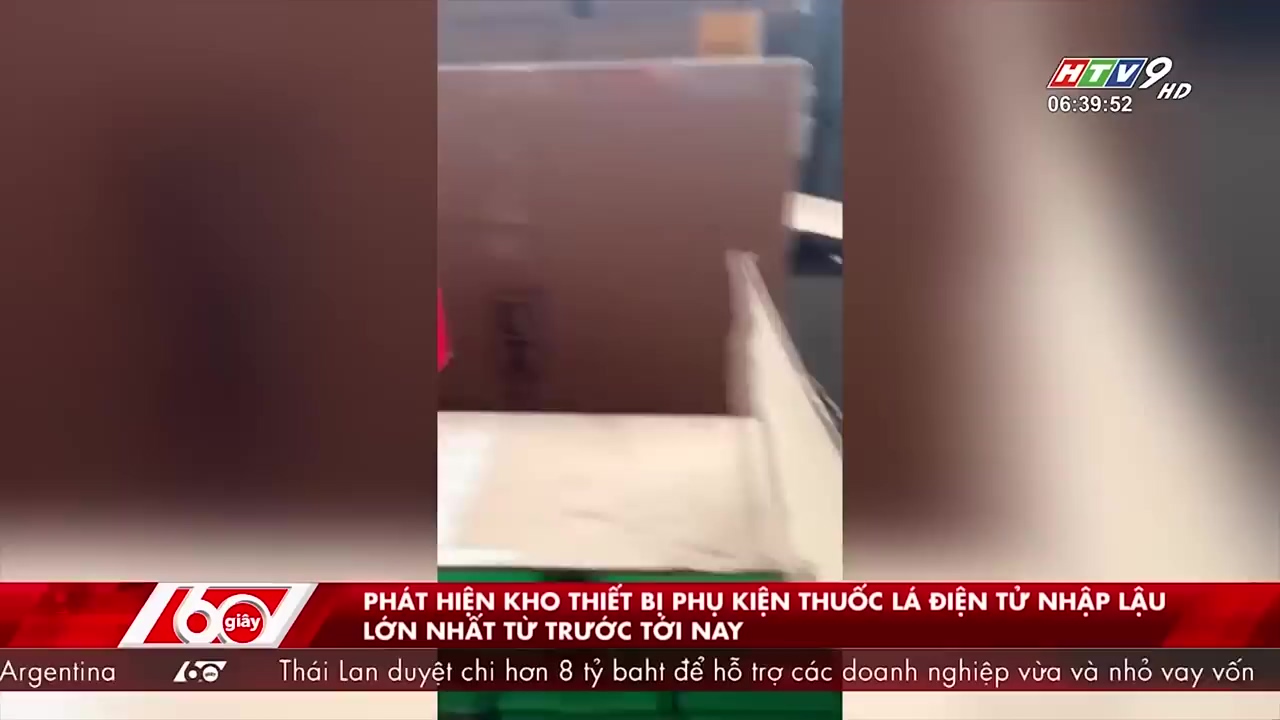 HTV9 HD
06:39:52
60 giây
PHÁT HIỆN KHO THIẾT BỊ PHỤ KIỆN THUỐC LÁ ĐIỆN TỬ NHẬP LẬU
LỚN NHẤT TỪ TRƯỚC TỚI NAY
Argentina 60 giây Thái Lan duyệt chi hơn 8 tỷ baht để hỗ trợ các doanh nghiệp vừa và nhỏ vay vốn